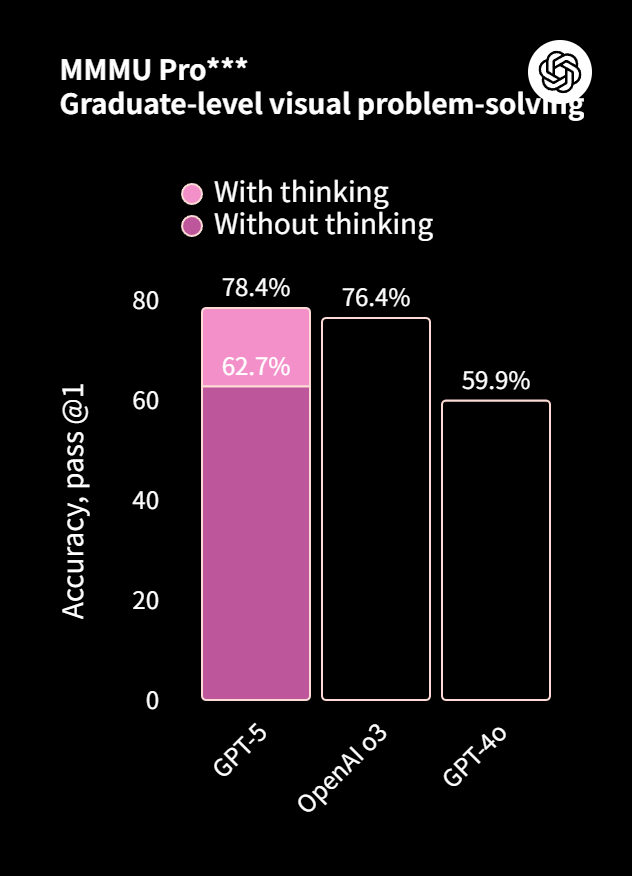 MMMU Pro***
Graduate-level visual problem-solving
With thinking
Without thinking
78.4%
76.4%
62.7%
59.9%
80
60
40
20
0
Accuracy, pass @1
GPT-5
OpenAI o3
GPT-4o